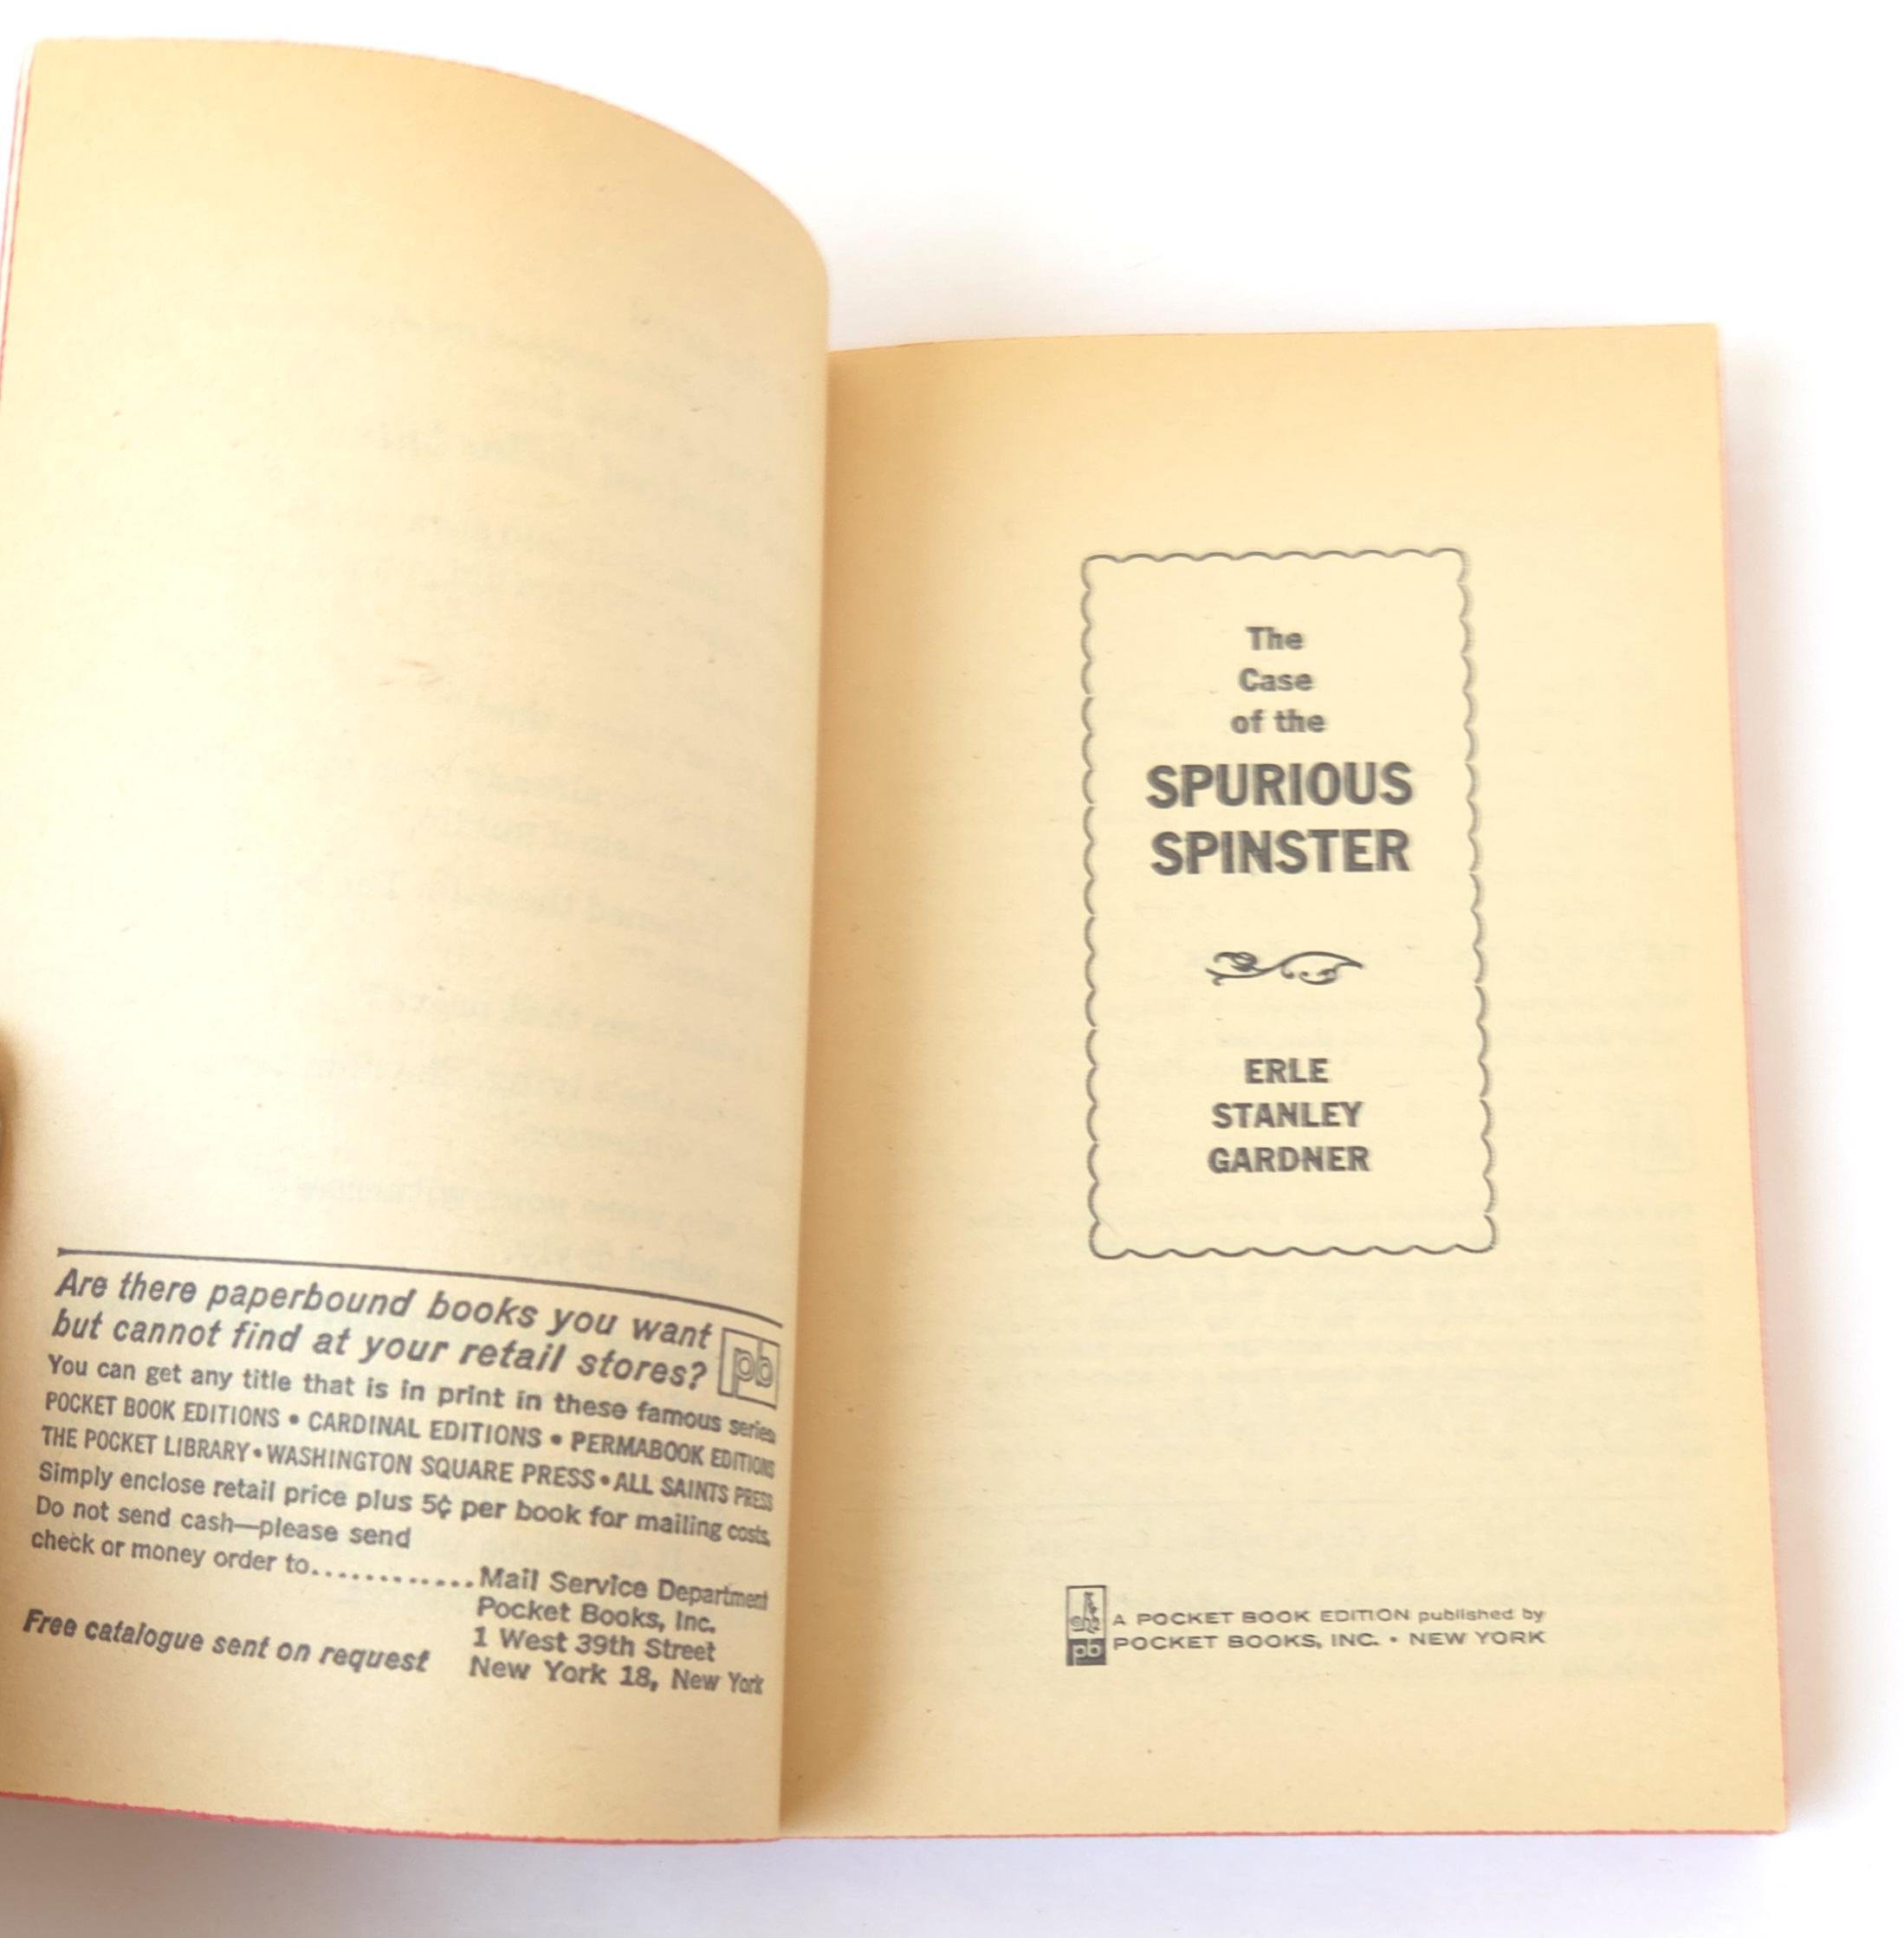 Are there paperbound books you want
but cannot find at your retail stores?
pb
You can get any title that is in print in these famous series
POCKET BOOK EDITIONS • CARDINAL EDITIONS • PERMABOOK EDITIONS
THE POCKET LIBRARY • WASHINGTON SQUARE PRESS • ALL SAINTS PRESS
Simply enclose retail price plus 5¢ per book for mailing costs.
Do not send cash—please send
check or money order to............Mail Service Department
Pocket Books, Inc.
1 West 39th Street
Free catalogue sent on request
New York 18, New York
The
Case
of the
SPURIOUS
SPINSTER
ERLE
STANLEY
GARDNER
A POCKET BOOK EDITION published by
pb POCKET BOOKS, INC. • NEW YORK